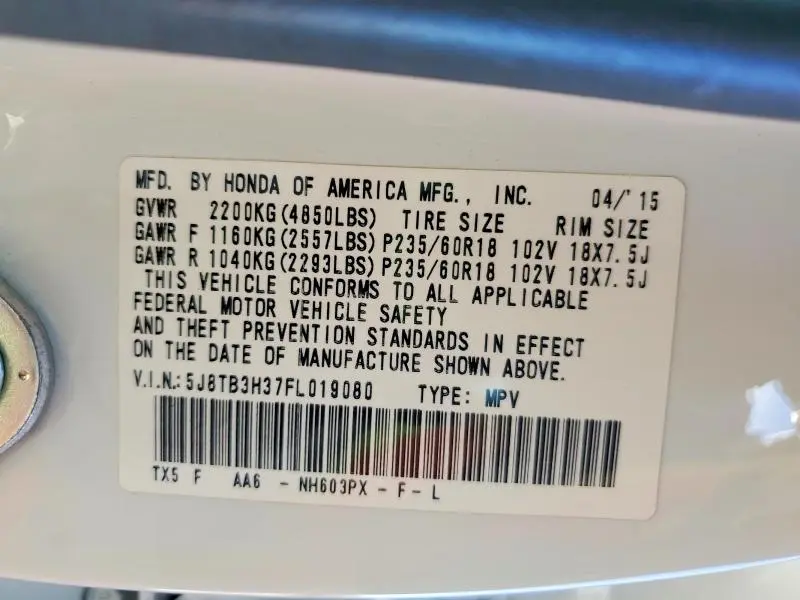 MFD. BY HONDA OF AMERICA MFG., INC. 04/'15
GVWR 2200KG(4850LBS) TIRE SIZE RIM SIZE
GAWR F 1160KG(2557LBS) P235/60R18 102V 18X7.5J
GAWR R 1040KG(2293LBS) P235/60R18 102V 18X7.5J
THIS VEHICLE CONFORMS TO ALL APPLICABLE
FEDERAL MOTOR VEHICLE SAFETY
AND THEFT PREVENTION STANDARDS IN EFFECT
ON THE DATE OF MANUFACTURE SHOWN ABOVE.
V.I.N.: 5J8TB3H37FL019080 TYPE: MPV
TX5 F AA6 - NH603PX - F - L